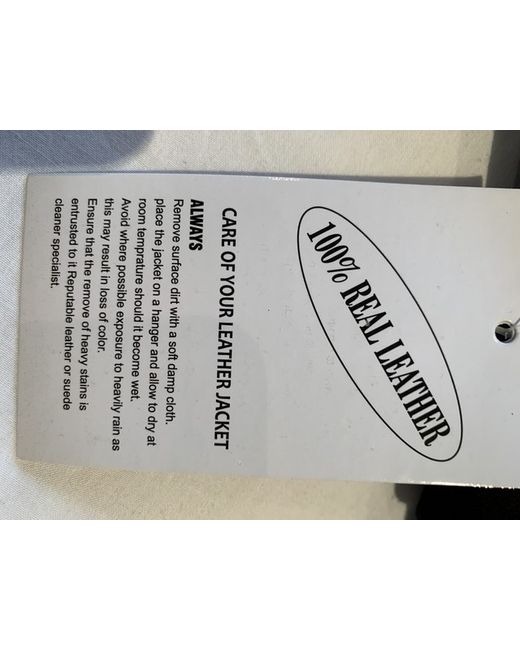 100% REAL LEATHER
CARE OF YOUR LEATHER JACKET
ALWAYS
Remove surface dirt with a soft damp cloth.
place the jacket on a hanger and allow to dry at
room temprature should it become wet.
Avoid where possible exposure to heavily rain as
this may result in loss of color.
Ensure that the remove of heavy stains is
entrusted to it Reputable leather or suede
cleaner specialist.